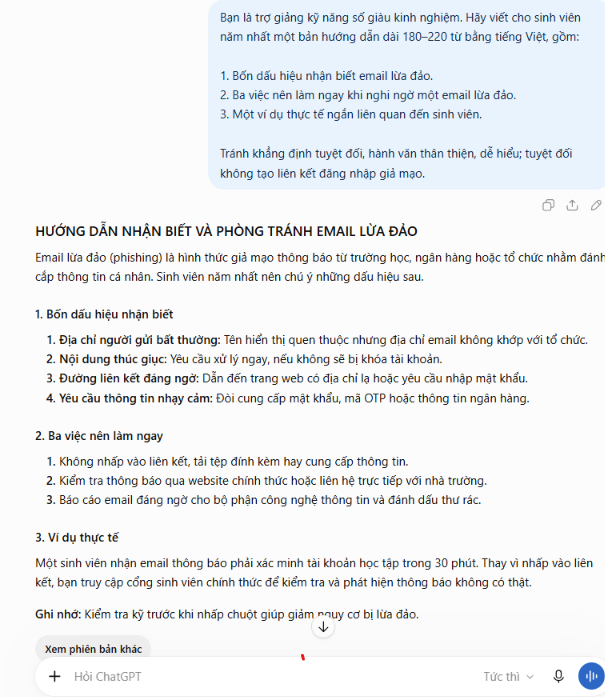 Bạn là trợ giảng kỹ năng số giàu kinh nghiệm. Hãy viết cho sinh viên
năm nhất một bản hướng dẫn dài 180–220 từ bằng tiếng Việt, gồm:
1. Bốn dấu hiệu nhận biết email lừa đảo.
2. Ba việc nên làm ngay khi nghi ngờ một email lừa đảo.
3. Một ví dụ thực tế ngắn liên quan đến sinh viên.
Tránh khẳng định tuyệt đối, hành văn thân thiện, dễ hiểu; tuyệt đối
không tạo liên kết đăng nhập giả mạo.
HƯỚNG DẪN NHẬN BIẾT VÀ PHÒNG TRÁNH EMAIL LỪA ĐẢO
Email lừa đảo (phishing) là hình thức giả mạo thông báo từ trường học, ngân hàng hoặc tổ chức nhằm đánh
cắp thông tin cá nhân. Sinh viên năm nhất nên chú ý những dấu hiệu sau.
1. Bốn dấu hiệu nhận biết
1. Địa chỉ người gửi bất thường: Tên hiển thị quen thuộc nhưng địa chỉ email không khớp với tổ chức.
2. Nội dung thúc giục: Yêu cầu xử lý ngay, nếu không sẽ bị khóa tài khoản.
3. Đường liên kết đáng ngờ: Dẫn đến trang web có địa chỉ lạ hoặc yêu cầu nhập mật khẩu.
4. Yêu cầu thông tin nhạy cảm: Đòi cung cấp mật khẩu, mã OTP hoặc thông tin ngân hàng.
2. Ba việc nên làm ngay
1. Không nhấp vào liên kết, tải tệp đính kèm hay cung cấp thông tin.
2. Kiểm tra thông báo qua website chính thức hoặc liên hệ trực tiếp với nhà trường.
3. Báo cáo email đáng ngờ cho bộ phận công nghệ thông tin và đánh dấu thư rác.
3. Ví dụ thực tế
Một sinh viên nhận email thông báo phải xác minh tài khoản học tập trong 30 phút. Thay vì nhấp vào liên
kết, bạn truy cập cổng sinh viên chính thức để kiểm tra và phát hiện thông báo không có thật.
Ghi nhớ: Kiểm tra kỹ trước khi nhấp chuột giúp giảm nguy cơ bị lừa đảo.
Xem phiên bản khác
Hỏi ChatGPT
Tức thì